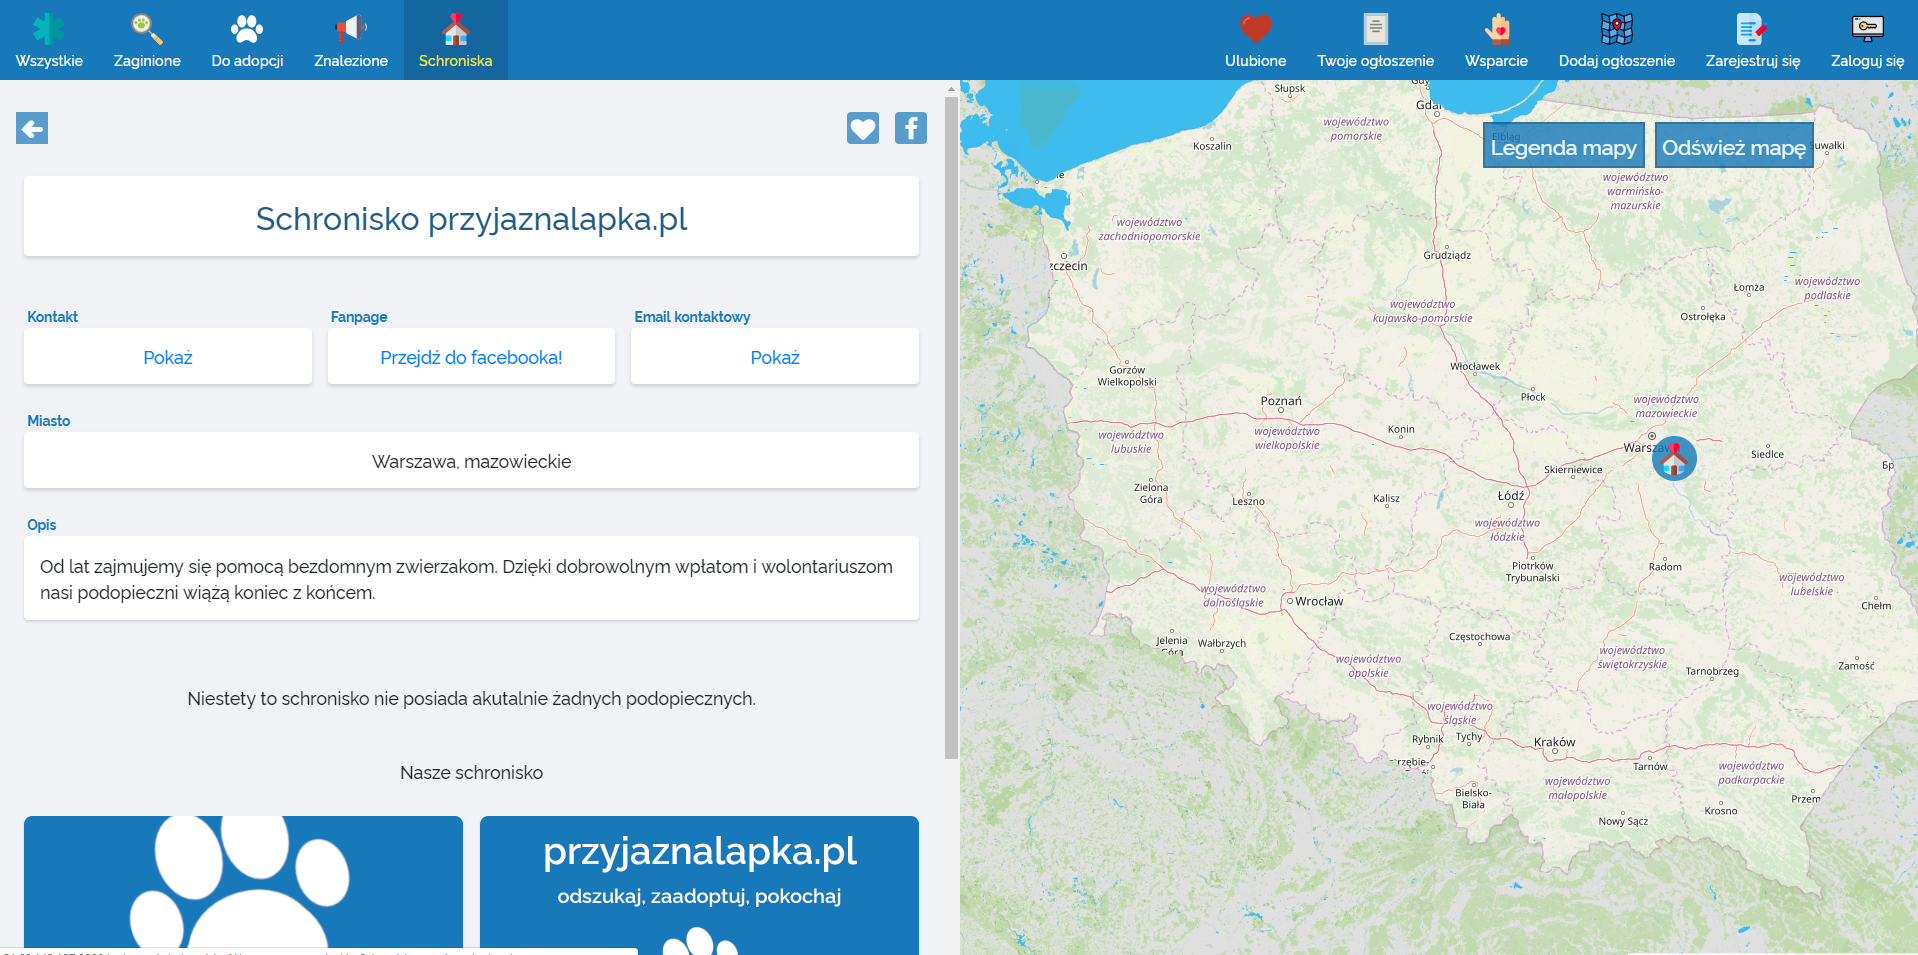 Wszystkie
Zaginione
Do adopcji
Znalezione
Schroniska
Ulubione
Twoje ogłoszenie
Wsparcie
Dodaj ogłoszenie
Zarejestruj się
Zaloguj się
Schronisko przyjaznalapka.pl
Kontakt
Fanpage
Email kontaktowy
Pokaż
Przejdź do facebooka!
Pokaż
Miasto
Warszawa, mazowieckie
Opis
Od lat zajmujemy się pomocą bezdomnym zwierzakom. Dzięki dobrowolnym wpłatom i wolontariuszom
nasi podopieczni wiążą koniec z końcem.
Niestety to schronisko nie posiada akutalnie żadnych podopiecznych.
Nasze schronisko
przyjaznalapka.pl
odszukaj, zaadoptuj, pokochaj
Legenda mapy
Odśwież mapę
Słupsk
województwo
pomorskie
Koszalin
Elbląg
Suwałki
województwo
warmińsko-
mazurskie
województwo
zachodniopomorskie
Grudziądz
województwo
podlaskie
Łomża
województwo
kujawsko-pomorskie
Ostrołęka
Gorzów
Wielkopolski
Włocławek
Płock
Poznań
województwo
mazowieckie
województwo
lubuskie
województwo
wielkopolskie
Konin
Siedlce
Skierniewice
Бр
Zielona
Góra
Leszno
Kalisz
Łódź
województwo
łódzkie
Piotrków
Trybunalski
Radom
województwo
lubelskie
województwo
dolnośląskie
Wrocław
Chełm
Jelenia
Góra
Wałbrzych
Częstochowa
województwo
opolskie
województwo
świętokrzyskie
Tarnobrzeg
Zamość
województwo
śląskie
Rybnik
Tychy
Kraków
Tarnów
województwo
podkarpackie
województwo
małopolskie
Bielsko-
Biała
Przem
Krosno
Nowy Sącz